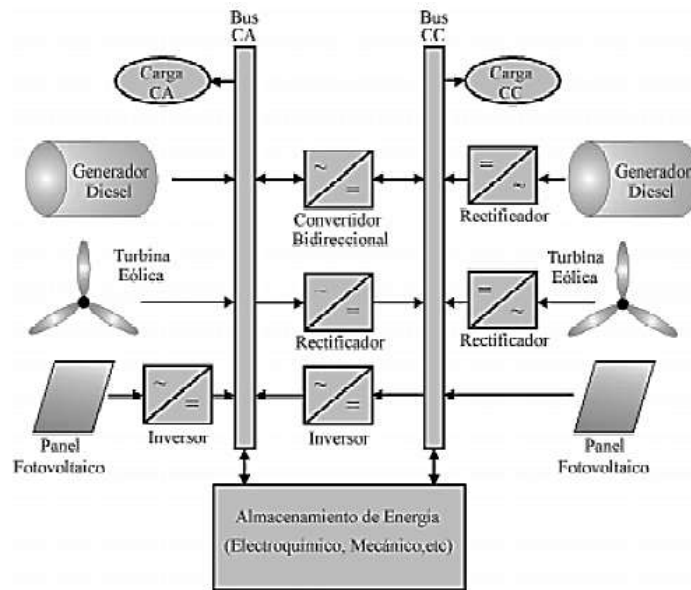 Bus
CA
Bus
CC
Carga
CA
Carga
CC
Generador
Diesel
~
=
Convertidor
Bidireccional
=
~
Rectificador
Generador
Diesel
Turbina
Eólica
~
=
Rectificador
=
~
Rectificador
Turbina
Eólica
Panel
Fotovoltaico
~
=
Inversor
~
=
Inversor
Panel
Fotovoltaico
Almacenamiento de Energía
(Electroquímico, Mecánico,etc)